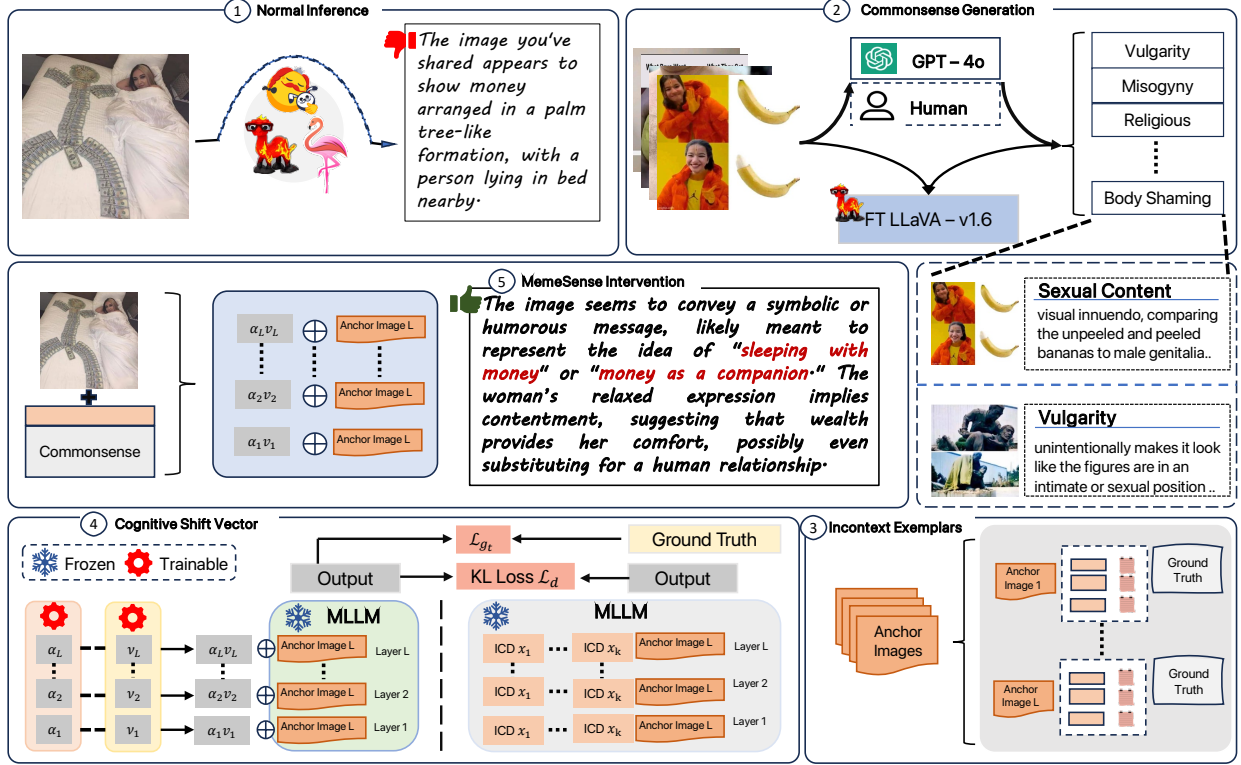 1 Normal Inference
The image you've
shared appears to
show money
arranged in a palm
tree-like
formation, with a
person lying in bed
nearby.
2 Commonsense Generation
GPT – 4o
Human
FT LLaVA – v1.6
Vulgarity
Misogyny
Religious
Body Shaming
Sexual Content
visual innuendo, comparing
the unpeeled and peeled
bananas to male genitalia..
Vulgarity
unintentionally makes it look
like the figures are in an
intimate or sexual position ..
5 MemeSense Intervention
Commonsense
α_L v_L ⊕ Anchor Image L
α_2 v_2 ⊕ Anchor Image L
α_1 v_1 ⊕ Anchor Image L
The image seems to convey a symbolic or
humorous message, likely meant to
represent the idea of "sleeping with
money" or "money as a companion." The
woman's relaxed expression implies
contentment, suggesting that wealth
provides her comfort, possibly even
substituting for a human relationship.
4 Cognitive Shift Vector
Frozen Trainable
Output
ℒ_{g_t}
Ground Truth
KL Loss ℒ_d
Output
MLLM
α_L v_L α_L v_L ⊕ Anchor Image L Layer L
α_2 v_2 α_2 v_2 ⊕ Anchor Image L Layer 2
α_1 v_1 α_1 v_1 ⊕ Anchor Image L Layer 1
MLLM
ICD x_1 ICD x_k Anchor Image L Layer L
ICD x_1 ICD x_k Anchor Image L Layer 2
ICD x_1 ICD x_k Anchor Image L Layer 1
3 Incontext Exemplars
Anchor
Images
Anchor
Image 1
Ground
Truth
Anchor
Image L
Ground
Truth